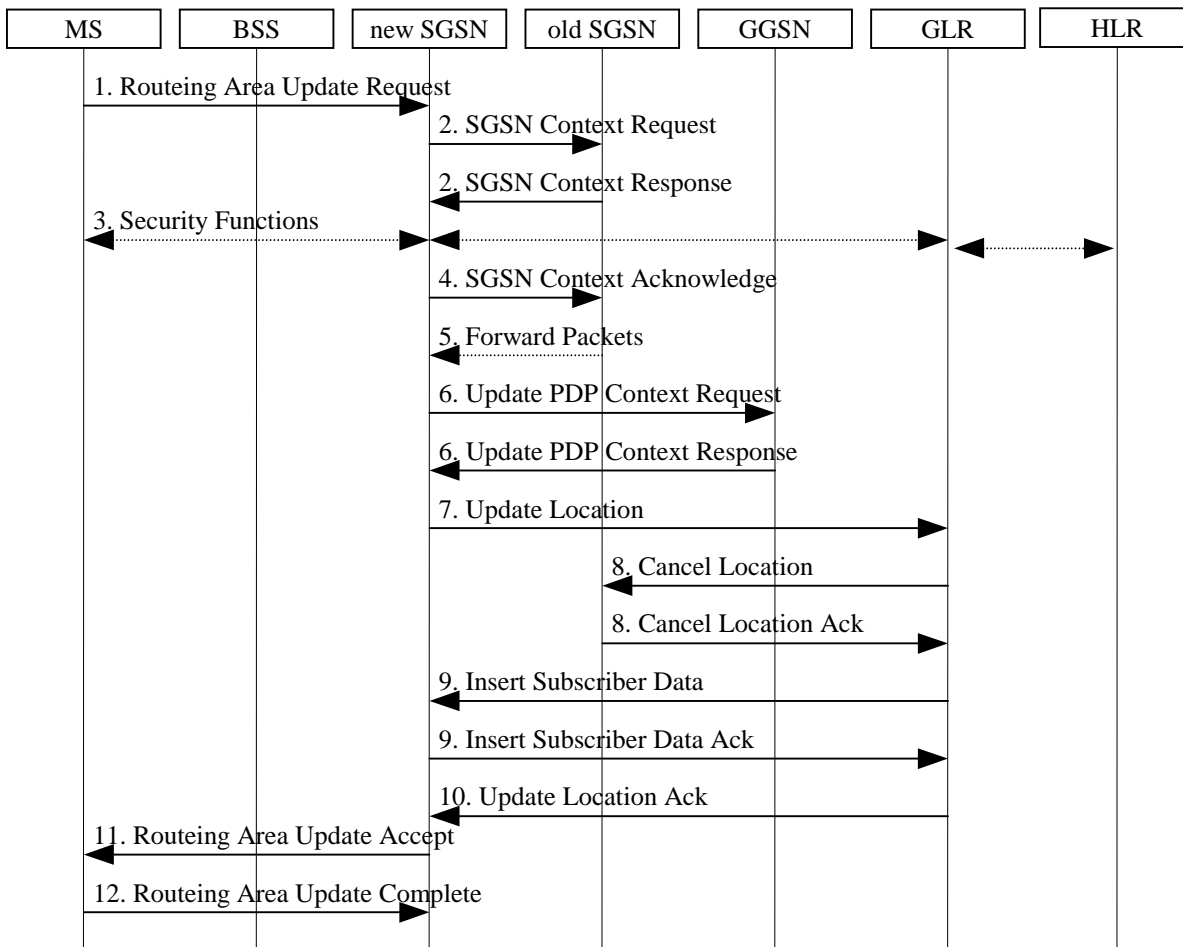 MS BSS new SGSN old SGSN GGSN GLR HLR
1. Routeing Area Update Request
2. SGSN Context Request
2. SGSN Context Response
3. Security Functions
4. SGSN Context Acknowledge
5. Forward Packets
6. Update PDP Context Request
6. Update PDP Context Response
7. Update Location
8. Cancel Location
8. Cancel Location Ack
9. Insert Subscriber Data
9. Insert Subscriber Data Ack
10. Update Location Ack
11. Routeing Area Update Accept
12. Routeing Area Update Complete